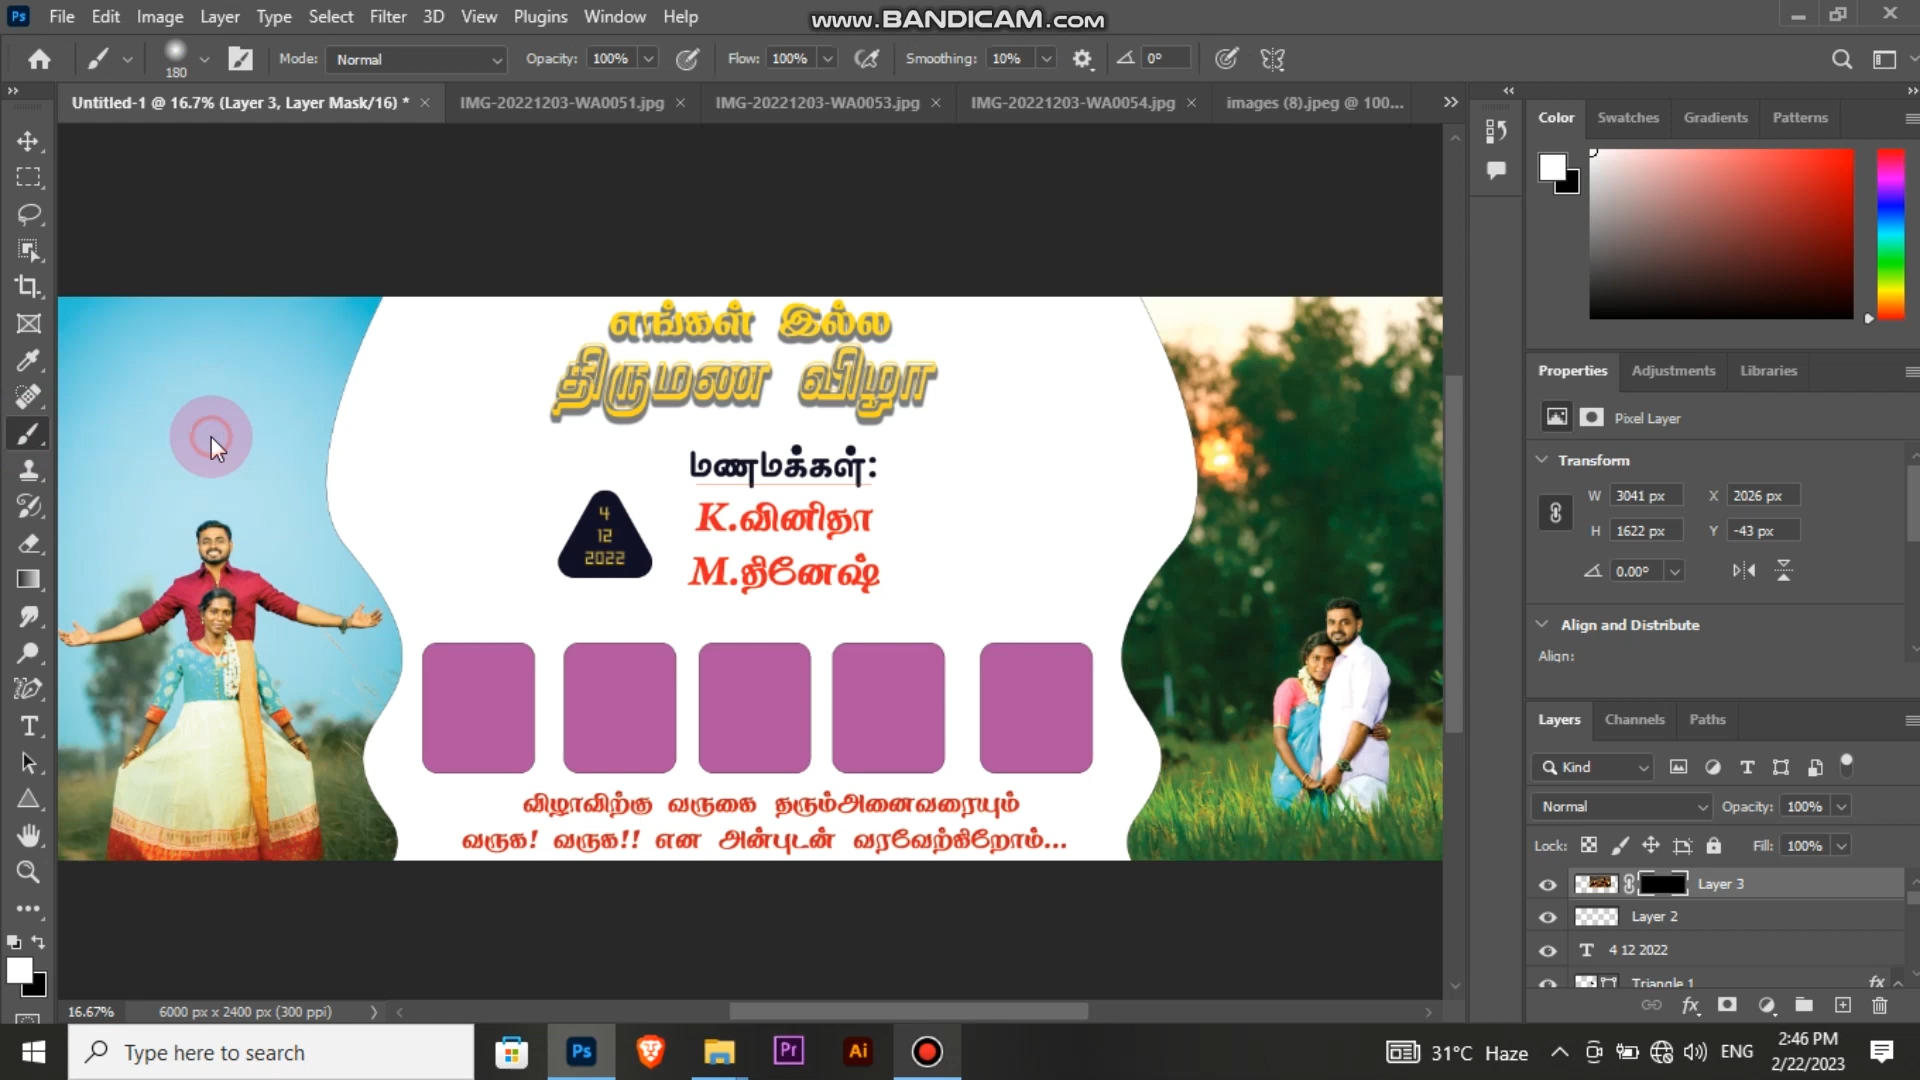 File Edit Image Layer Type Select Filter 3D View Plugins Window Help
www.BANDICAM.com
180 Mode: Normal Opacity: 100% Flow: 100% Smoothing: 10% 0°
Untitled-1 @ 16.7% (Layer 3, Layer Mask/16) * IMG-20221203-WA0051.jpg IMG-20221203-WA0053.jpg IMG-20221203-WA0054.jpg images (8).jpeg @ 100...
Color Swatches Gradients Patterns
எங்கள் இல்ல
திருமண விழா
மணமக்கள்:
K.வினிதா
M.தினேஷ்
4
12
2022
விழாவிற்கு வருகை தரும்அனைவரையும்
வருக! வருக!! என அன்புடன் வரவேற்கிறோம்...
Properties Adjustments Libraries
Pixel Layer
Transform
W 3041 px X 2026 px
H 1622 px Y -43 px
0.00°
Align and Distribute
Align:
Layers Channels Paths
Kind
Normal Opacity: 100%
Lock: Fill: 100%
Layer 3
Layer 2
T 4 12 2022
Triangle 1 fx
16.67% 6000 px x 2400 px (300 ppi)
Type here to search
Ps Pr Ai
31°C Haze ENG
2:46 PM
2/22/2023